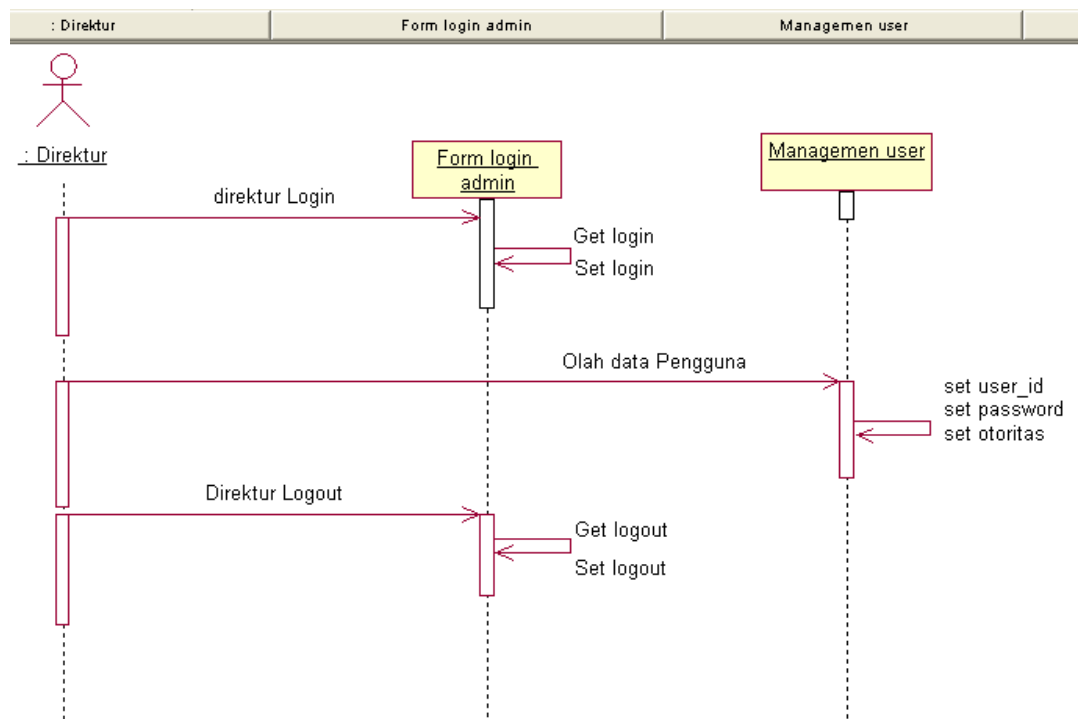 : Direktur
Form login admin
Managemen user
: Direktur
Form login
admin
Managemen user
direktur Login
Get login
Set login
Olah data Pengguna
set user_id
set password
set otoritas
Direktur Logout
Get logout
Set logout